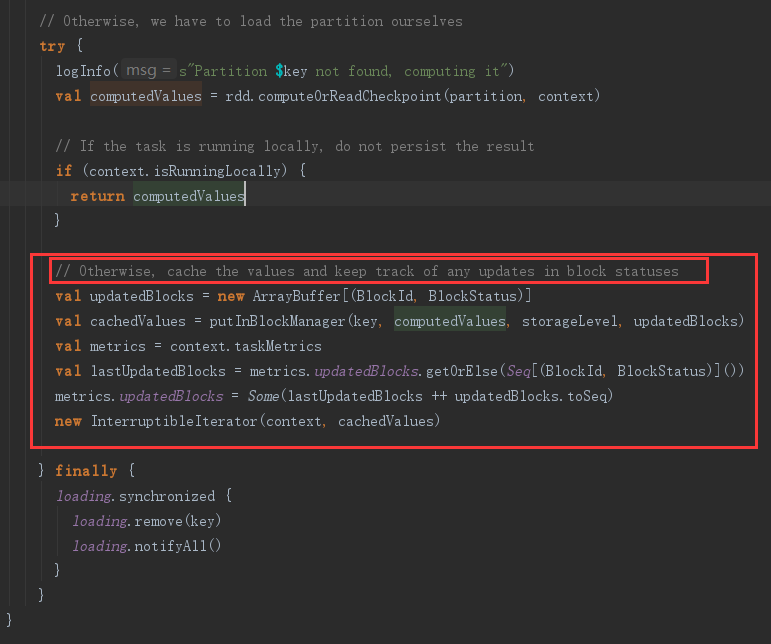 // Otherwise, we have to load the partition ourselves
try {
logInfo( msg = s"Partition $key not found, computing it")
val computedValues = rdd.computeOrReadCheckpoint(partition, context)
// If the task is running locally, do not persist the result
if (context.isRunningLocally) {
return computedValues
}
// Otherwise, cache the values and keep track of any updates in block statuses
val updatedBlocks = new ArrayBuffer[(BlockId, BlockStatus)]
val cachedValues = putInBlockManager(key, computedValues, storageLevel, updatedBlocks)
val metrics = context.taskMetrics
val lastUpdatedBlocks = metrics.updatedBlocks.getOrElse(Seq[(BlockId, BlockStatus)]())
metrics.updatedBlocks = Some(lastUpdatedBlocks ++ updatedBlocks.toSeq)
new InterruptibleIterator(context, cachedValues)
} finally {
loading.synchronized {
loading.remove(key)
loading.notifyAll()
}
}
}